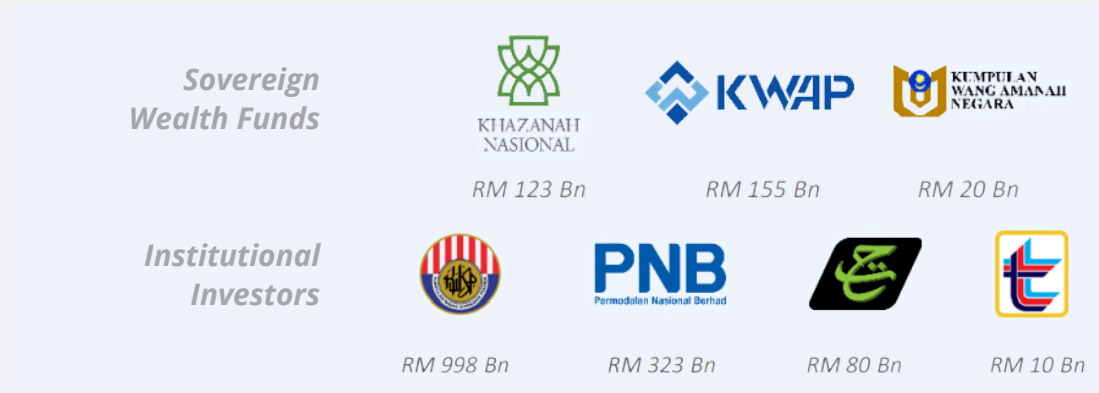 Sovereign
Wealth Funds
KHAZANAH
NASIONAL
KWAP
KUMPULAN
WANG AMANAH
NEGARA
RM 123 Bn
RM 155 Bn
RM 20 Bn
Institutional
Investors
KWSP
PNB
Permodalan Nasional Berhad
RM 998 Bn
RM 323 Bn
RM 80 Bn
RM 10 Bn